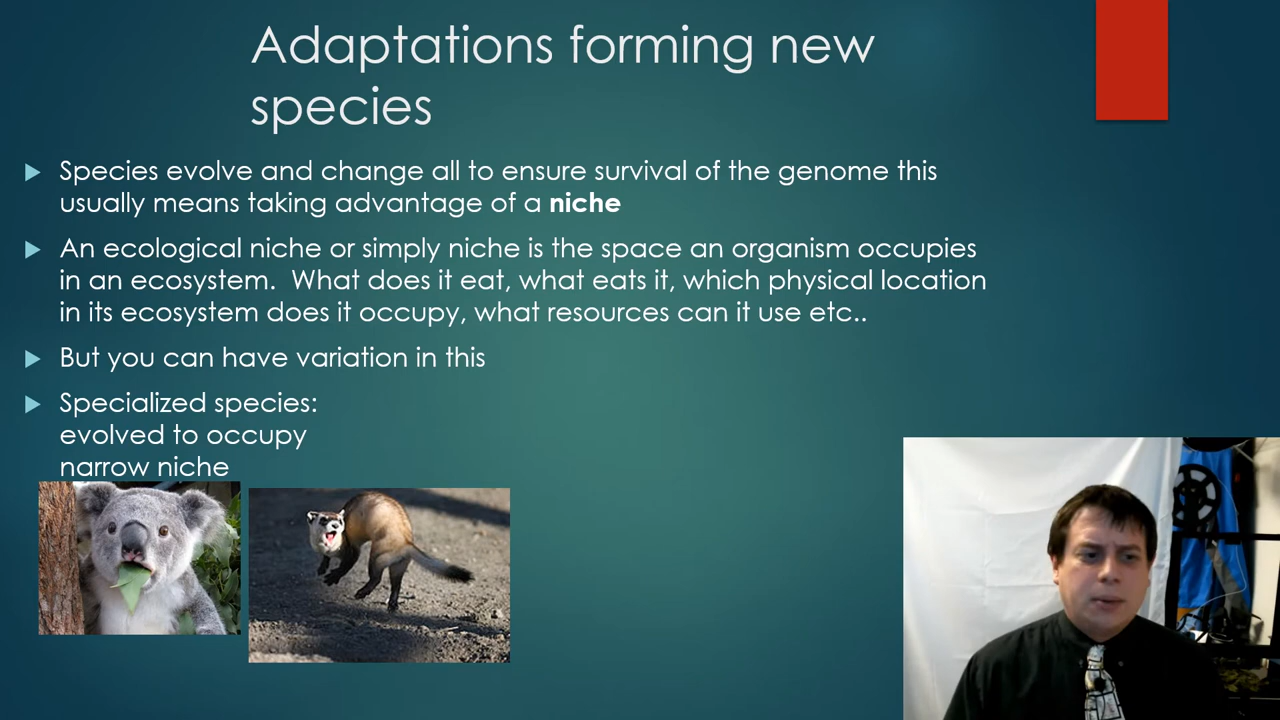 Adaptations forming new
species
Species evolve and change all to ensure survival of the genome this
usually means taking advantage of a niche
An ecological niche or simply niche is the space an organism occupies
in an ecosystem.  What does it eat, what eats it, which physical location
in its ecosystem does it occupy, what resources can it use etc..
But you can have variation in this
Specialized species:
evolved to occupy
narrow niche